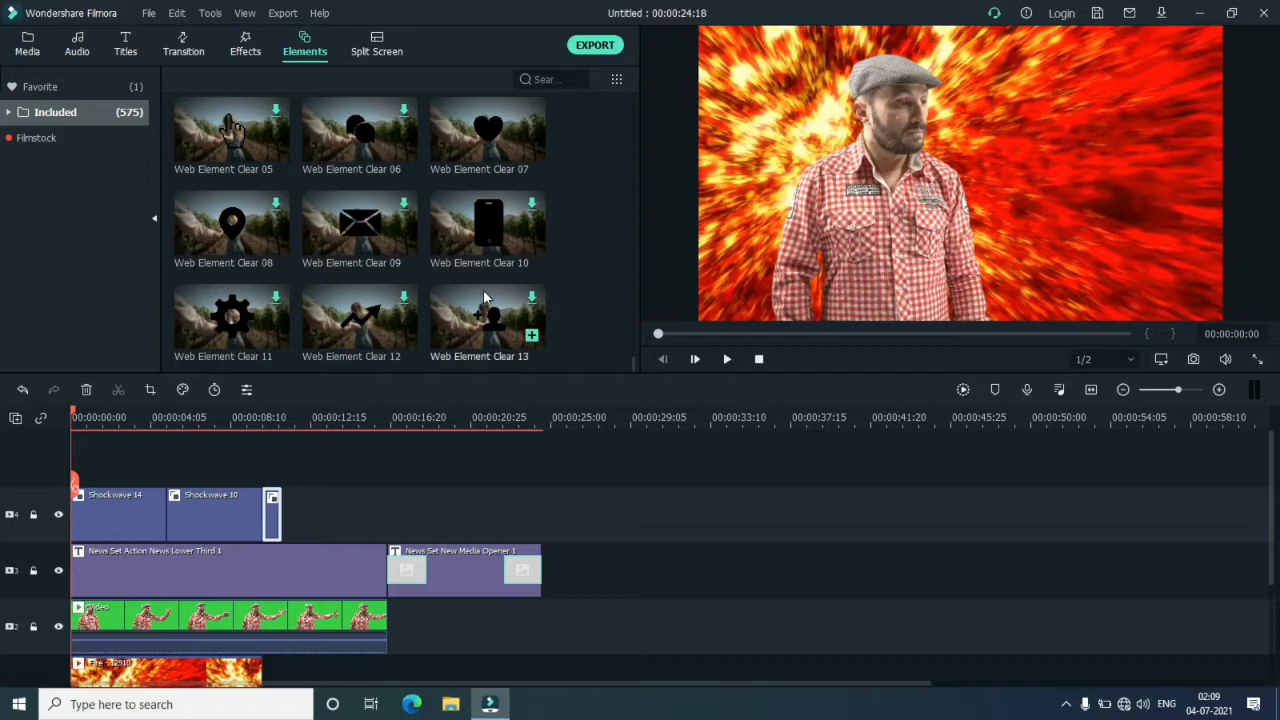 Wondershare Filmora File Edit Tools View Export Help Untitled : 00:00:24:18 Login
Media Audio Titles Transition Effects Elements Split Screen EXPORT
Favorite (1)
Included (575)
Filmstock
Sear...
Web Element Clear 05 Web Element Clear 06 Web Element Clear 07
Web Element Clear 08 Web Element Clear 09 Web Element Clear 10
Web Element Clear 11 Web Element Clear 12 Web Element Clear 13
00:00:00:00
1/2
00:00:00:00 00:00:04:05 00:00:08:10 00:00:12:15 00:00:16:20 00:00:20:25 00:00:25:00 00:00:29:05 00:00:33:10 00:00:37:15 00:00:41:20 00:00:45:25 00:00:50:00 00:00:54:05 00:00:58:10
4 Shockwave 14 Shockwave 10
3 News Set Action News Lower Third 1 News Set New Media Opener 1
2
Type here to search
ENG
02:09
04-07-2021